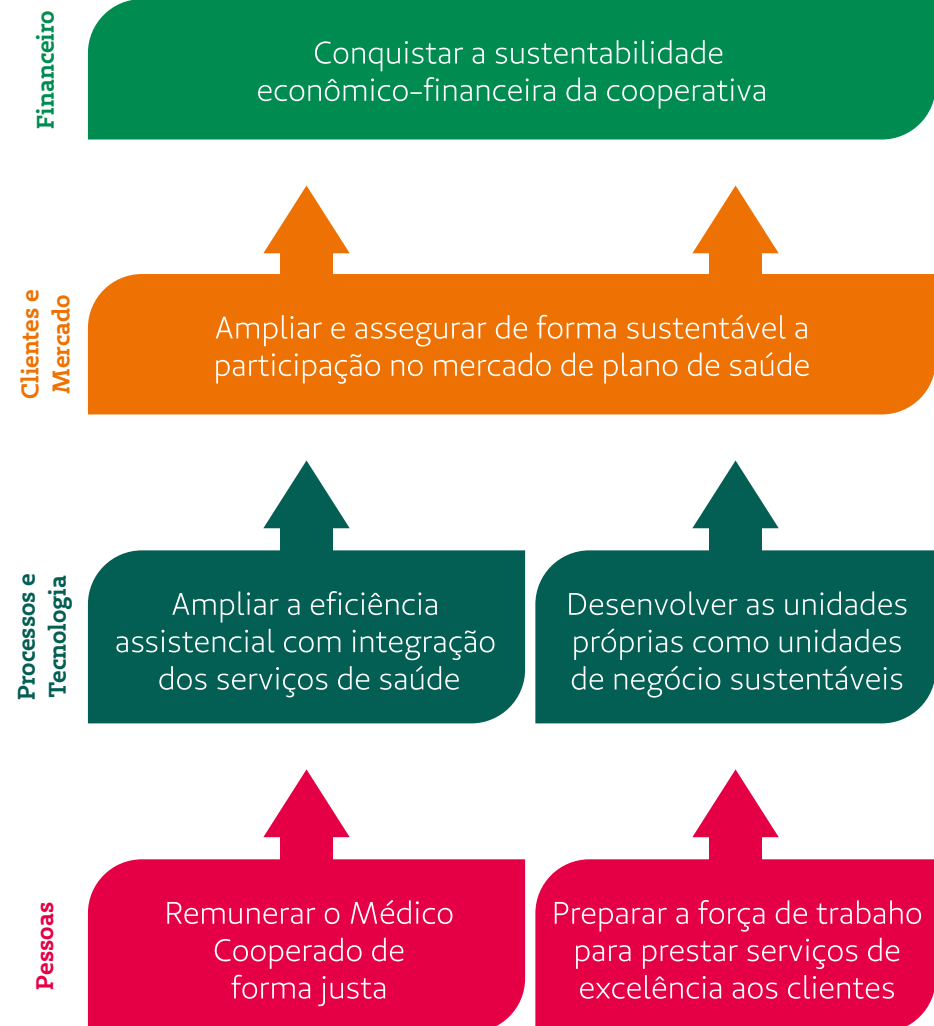 Financeiro
Conquistar a sustentabilidade
econômico-financeira da cooperativa
Clientes e
Mercado
Ampliar e assegurar de forma sustentável a
participação no mercado de plano de saúde
Processos e
Tecnologia
Ampliar a eficiência
assistencial com integração
dos serviços de saúde
Desenvolver as unidades
próprias como unidades
de negócio sustentáveis
Pessoas
Remunerar o Médico
Cooperado de
forma justa
Preparar a força de trabaho
para prestar serviços de
excelência aos clientes